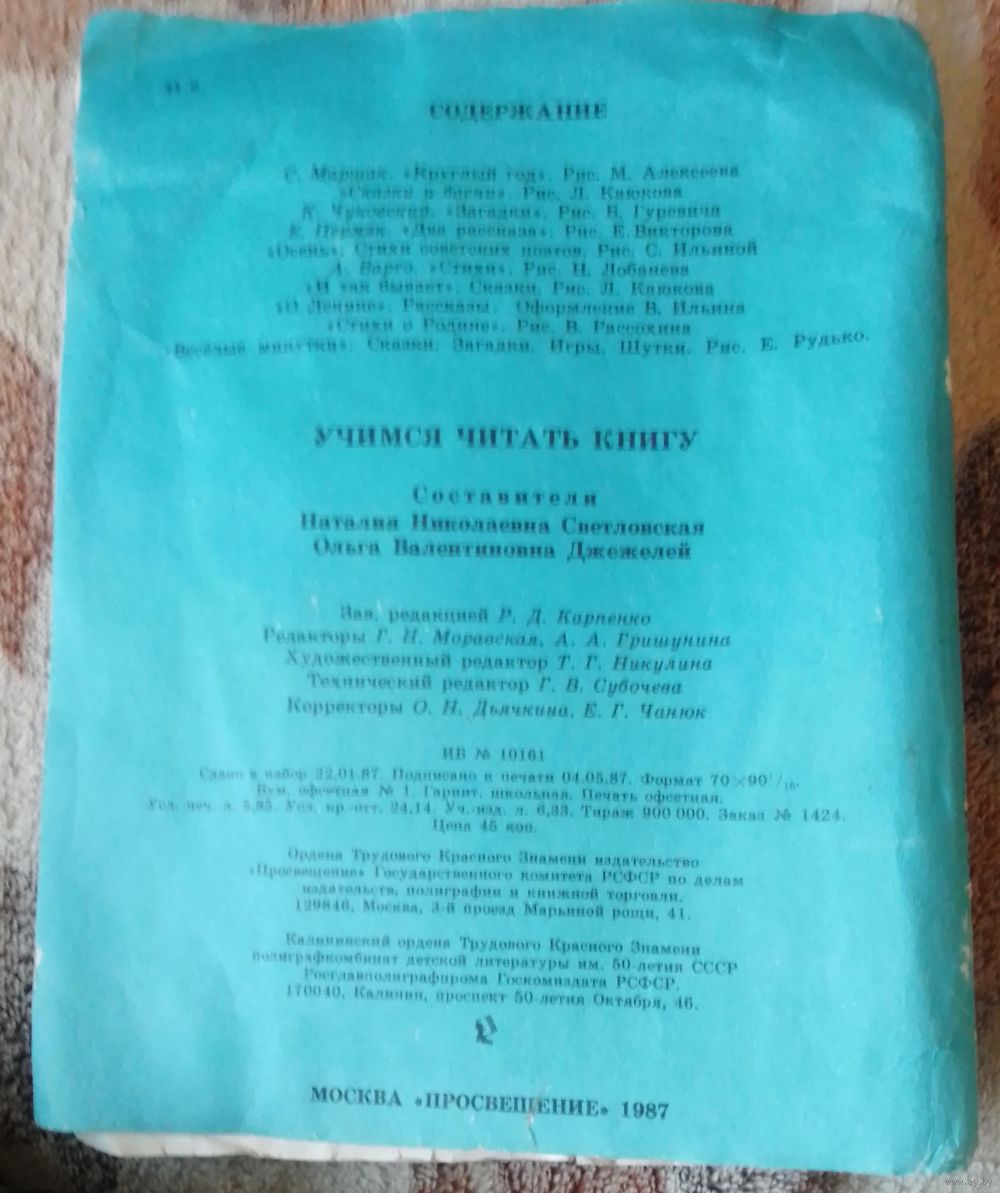 СОДЕРЖАНИЕ
С. Маршак. «Круглый год». Рис. М. Алексеева
«Сказки и басни». Рис. Л. Каюкова
К. Чуковский. «Загадки». Рис. В. Гуревича
К. Пермяк. «Два рассказа». Рис. Е. Викторова
«Осень». Стихи советских поэтов. Рис. С. Ильиной
А. Барто. «Стихи». Рис. Н. Лобанева
«И так бывает». Сказки. Рис. Л. Каюкова
«О Ленине». Рассказы. Оформление В. Ильина
«Стихи о Родине». Рис. В. Рассохина
«Весёлые минутки». Сказки. Загадки. Игры. Шутки. Рис. Е. Рудько.
УЧИМСЯ ЧИТАТЬ КНИГУ
Составители
Наталия Николаевна Светловская
Ольга Валентиновна Джежелей
Зав. редакцией Р. Д. Карпенко
Редакторы Г. Н. Моравская, А. А. Гришунина
Художественный редактор Т. Г. Никулина
Технический редактор Г. В. Субочева
Корректоры О. Н. Дьячкина, Е. Г. Чанюк
ИБ № 10161
Сдано в набор 22.01.87. Подписано к печати 04.05.87. Формат 70×90¹/₁₆.
Бум. офсетная № 1. Гарнит. школьная. Печать офсетная.
Усл. печ. л. 5,85. Усл. кр.-отт. 24,14. Уч.-изд. л. 6,33. Тираж 900 000. Заказ № 1424.
Цена 45 коп.
Ордена Трудового Красного Знамени издательство
«Просвещение» Государственного комитета РСФСР по делам
издательств, полиграфии и книжной торговли.
129846, Москва, 3-й проезд Марьиной рощи, 41.
Калининский ордена Трудового Красного Знамени
полиграфкомбинат детской литературы им. 50-летия СССР
Росглавполиграфпрома Госкомиздата РСФСР.
170040, Калинин, проспект 50-летия Октября, 46.
МОСКВА «ПРОСВЕЩЕНИЕ» 1987
www.ay.by